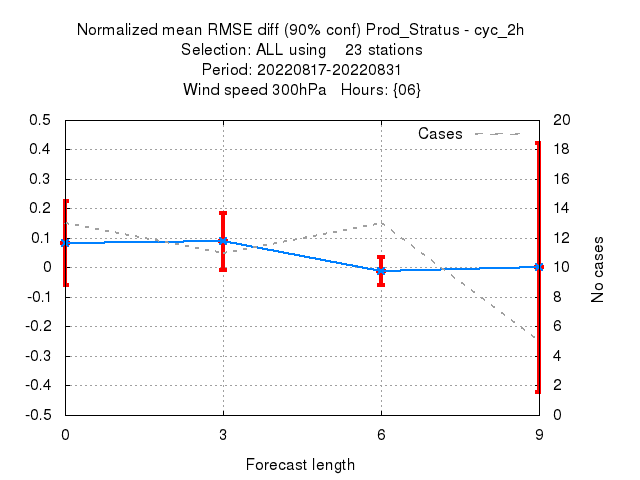 Normalized mean RMSE diff (90% conf) Prod_Stratus - cyc_2h
Selection: ALL using    23 stations
Period: 20220817-20220831
Wind speed 300hPa   Hours: {06}
Cases
0.5
0.4
0.3
0.2
0.1
0
-0.1
-0.2
-0.3
-0.4
-0.5
20
18
16
14
12
10
8
6
4
2
0
No cases
0 3 6 9
Forecast length